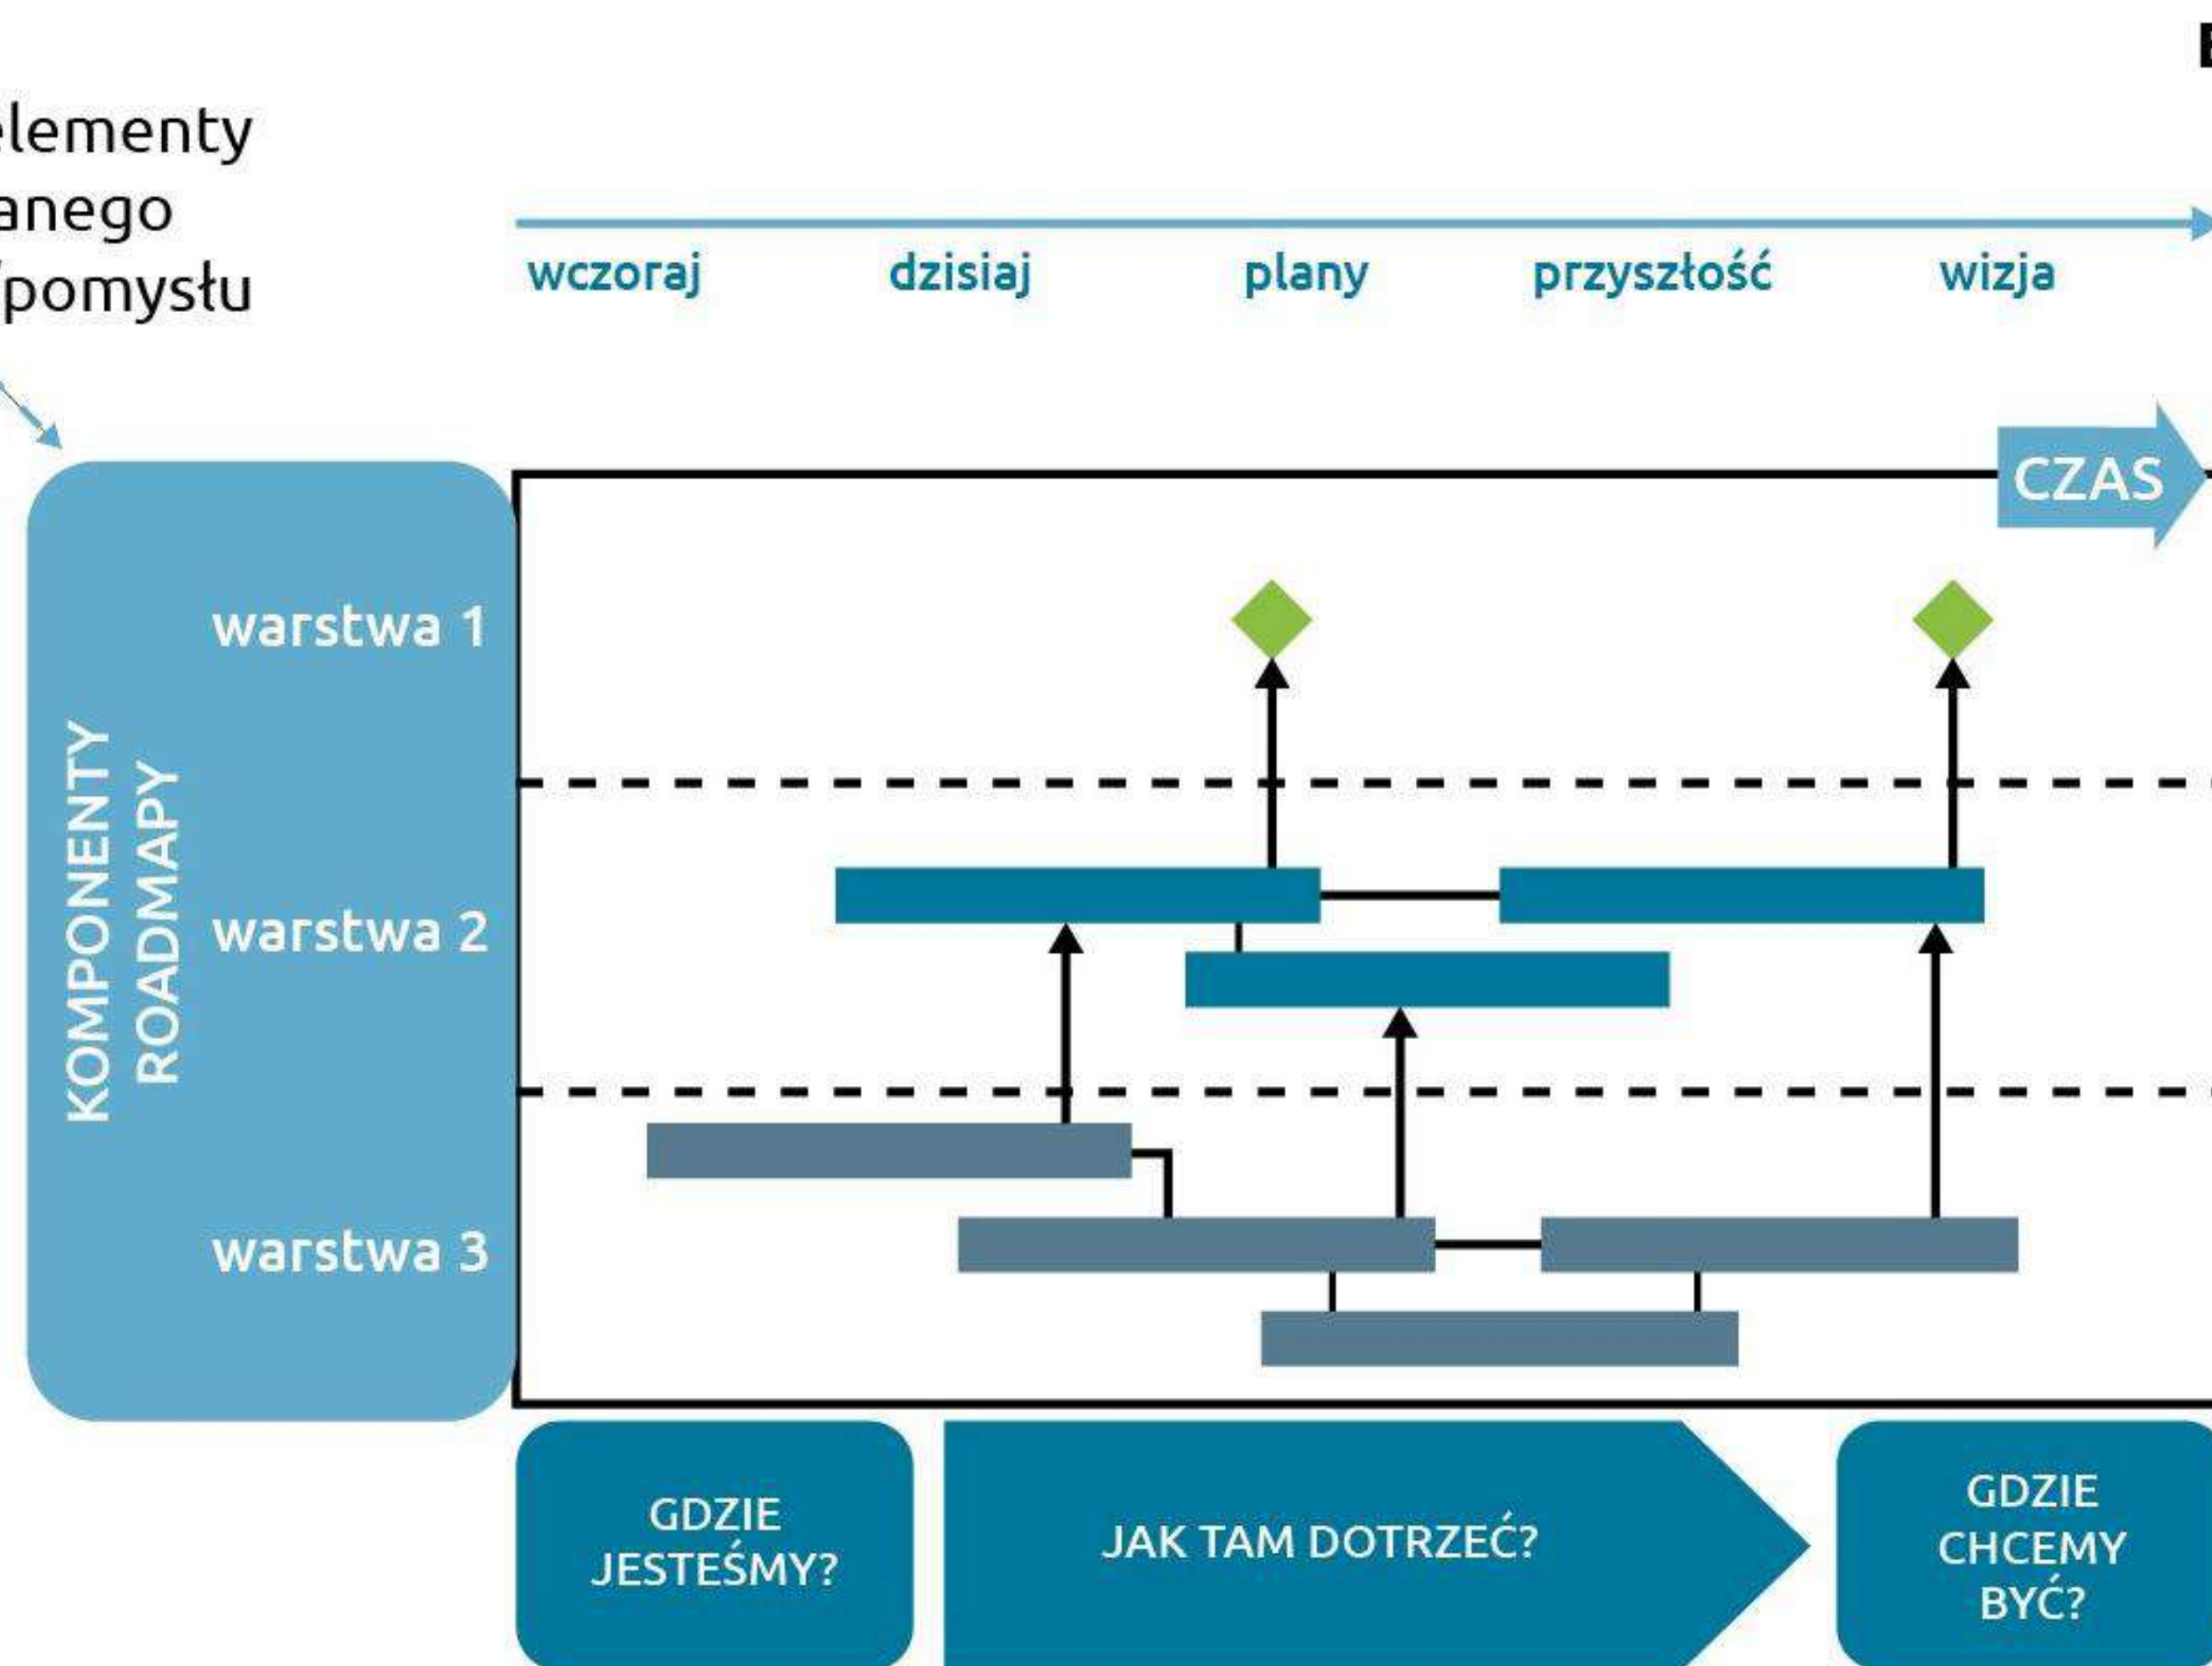 elementy
anego
/pomysłu
wczoraj dzisiaj plany przyszłość wizja
CZAS
KOMPONENTY
ROADMAPY
warstwa 1
warstwa 2
warstwa 3
GDZIE
JESTEŚMY?
JAK TAM DOTRZEĆ?
GDZIE
CHCEMY
BYĆ?